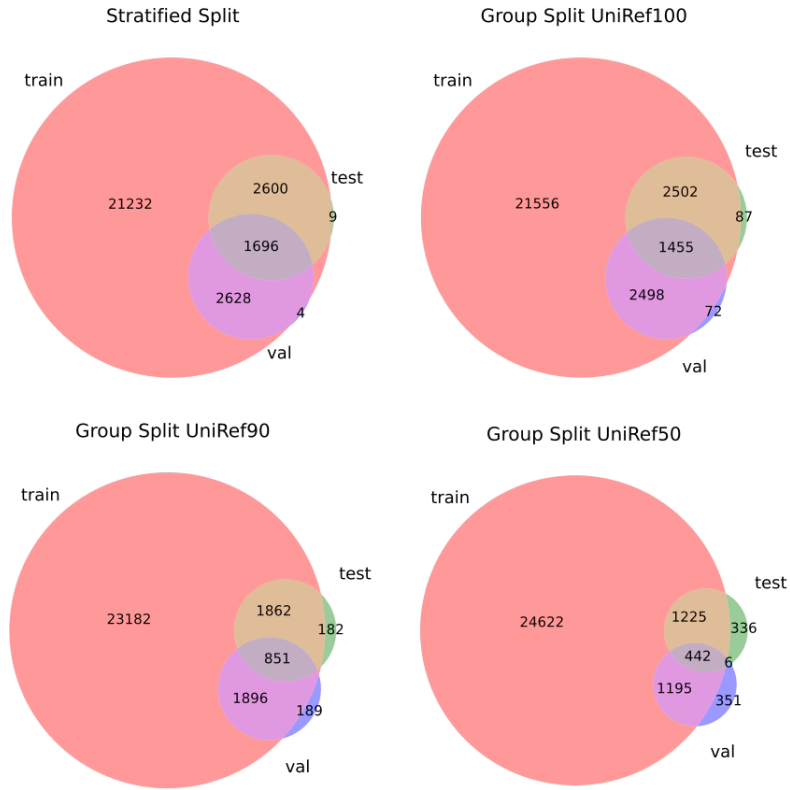 Stratified Split
train
test
2600
21232
9
1696
2628
4
val
Group Split UniRef100
train
test
2502
21556
87
1455
2498
72
val
Group Split UniRef90
train
test
1862
23182
182
851
1896
189
val
Group Split UniRef50
train
test
1225
24622
336
442
6
1195
351
val